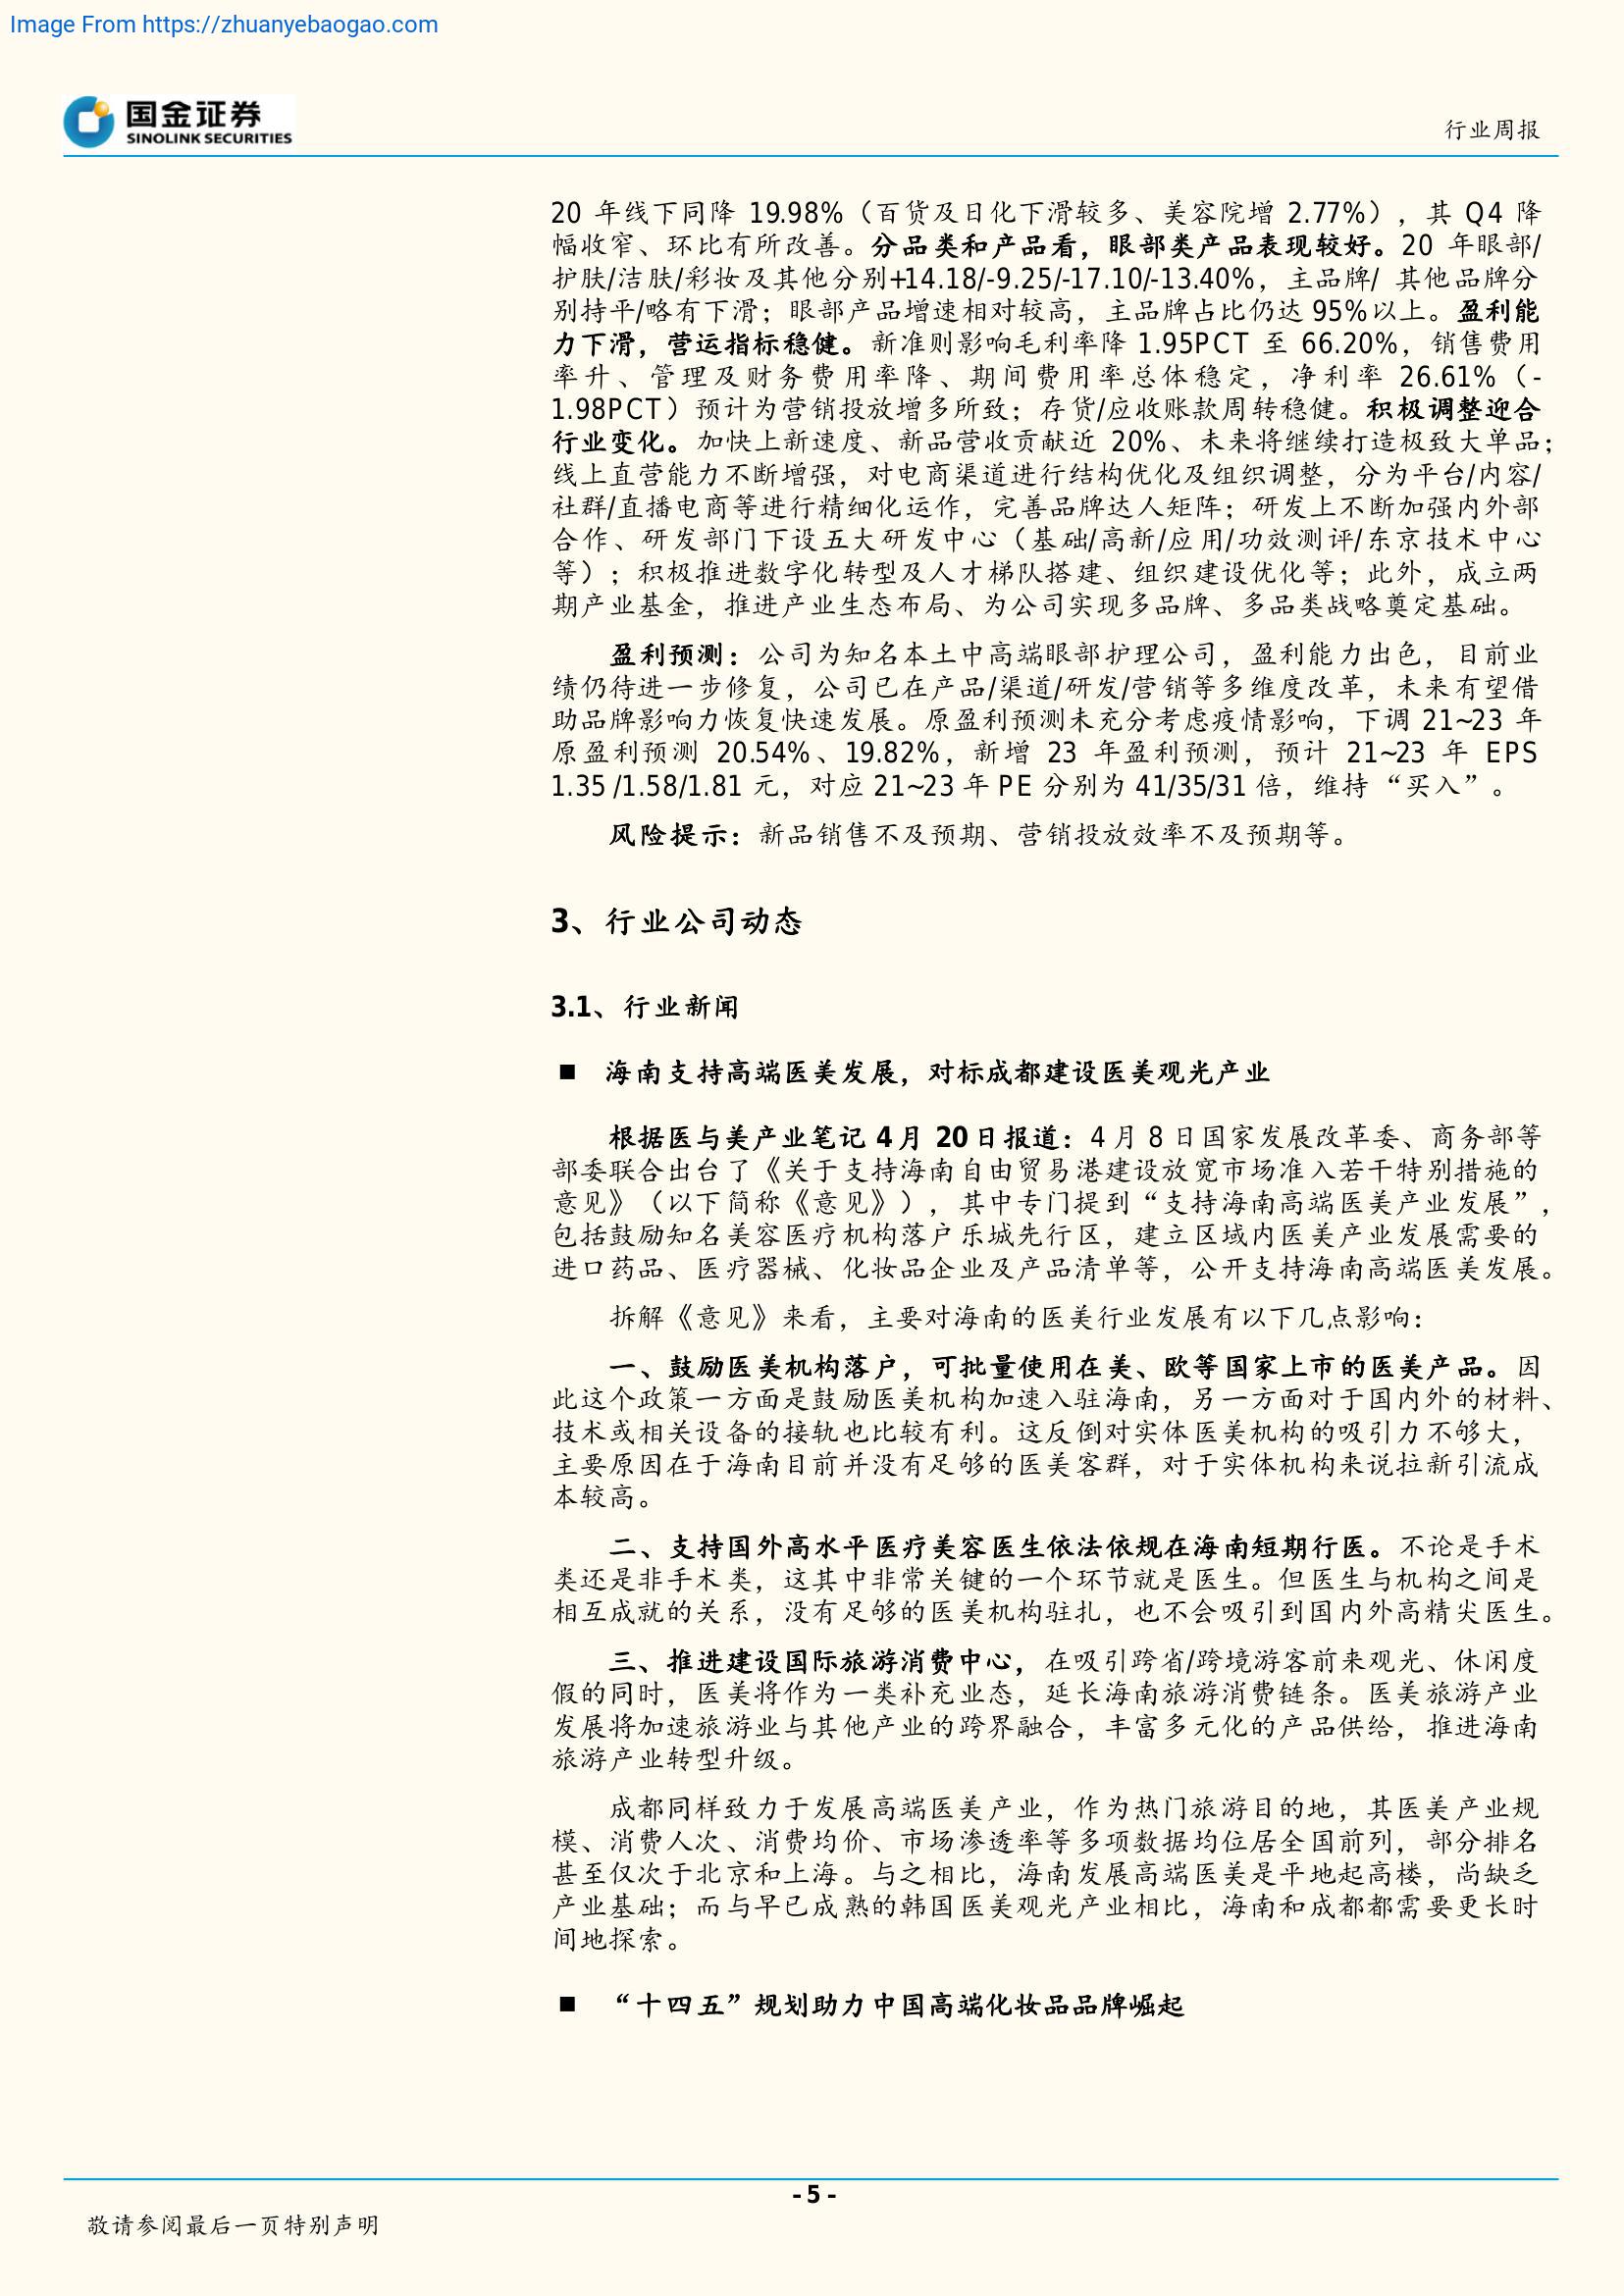 Image From https://zhuanyebaogao.com
国金证券
SINOLINK SECURITIES
行业周报
20 年线下同降 19.98%（百货及日化下滑较多、美容院增 2.77%），其 Q4 降
幅收窄、环比有所改善。分品类和产品看，眼部类产品表现较好。20 年眼部/
护肤/洁肤/彩妆及其他分别+14.18/-9.25/-17.10/-13.40%，主品牌/ 其他品牌分
别持平/略有下滑；眼部产品增速相对较高，主品牌占比仍达 95%以上。盈利能
力下滑，营运指标稳健。新准则影响毛利率降 1.95PCT 至 66.20%，销售费用
率升、管理及财务费用率降、期间费用率总体稳定，净利率 26.61%（-
1.98PCT）预计为营销投放增多所致；存货/应收账款周转稳健。积极调整迎合
行业变化。加快上新速度、新品营收贡献近 20%、未来将继续打造极致大单品；
线上直营能力不断增强，对电商渠道进行结构优化及组织调整，分为平台/内容/
社群/直播电商等进行精细化运作，完善品牌达人矩阵；研发上不断加强内外部
合作、研发部门下设五大研发中心（基础/高新/应用/功效测评/东京技术中心
等）；积极推进数字化转型及人才梯队搭建、组织建设优化等；此外，成立两
期产业基金，推进产业生态布局、为公司实现多品牌、多品类战略奠定基础。
盈利预测：公司为知名本土中高端眼部护理公司，盈利能力出色，目前业
绩仍待进一步修复，公司已在产品/渠道/研发/营销等多维度改革，未来有望借
助品牌影响力恢复快速发展。原盈利预测未充分考虑疫情影响，下调 21~23 年
原盈利预测 20.54%、19.82%，新增 23 年盈利预测，预计 21~23 年 EPS
1.35 /1.58/1.81 元，对应 21~23 年 PE 分别为 41/35/31 倍，维持“买入”。
风险提示：新品销售不及预期、营销投放效率不及预期等。
3、行业公司动态
3.1、行业新闻
■ 海南支持高端医美发展，对标成都建设医美观光产业
根据医与美产业笔记 4 月 20 日报道：4 月 8 日国家发展改革委、商务部等
部委联合出台了《关于支持海南自由贸易港建设放宽市场准入若干特别措施的
意见》（以下简称《意见》），其中专门提到“支持海南高端医美产业发展”，
包括鼓励知名美容医疗机构落户乐城先行区，建立区域内医美产业发展需要的
进口药品、医疗器械、化妆品企业及产品清单等，公开支持海南高端医美发展。
拆解《意见》来看，主要对海南的医美行业发展有以下几点影响：
一、鼓励医美机构落户，可批量使用在美、欧等国家上市的医美产品。因
此这个政策一方面是鼓励医美机构加速入驻海南，另一方面对于国内外的材料、
技术或相关设备的接轨也比较有利。这反倒对实体医美机构的吸引力不够大，
主要原因在于海南目前并没有足够的医美客群，对于实体机构来说拉新引流成
本较高。
二、支持国外高水平医疗美容医生依法依规在海南短期行医。不论是手术
类还是非手术类，这其中非常关键的一个环节就是医生。但医生与机构之间是
相互成就的关系，没有足够的医美机构驻扎，也不会吸引到国内外高精尖医生。
三、推进建设国际旅游消费中心，在吸引跨省/跨境游客前来观光、休闲度
假的同时，医美将作为一类补充业态，延长海南旅游消费链条。医美旅游产业
发展将加速旅游业与其他产业的跨界融合，丰富多元化的产品供给，推进海南
旅游产业转型升级。
成都同样致力于发展高端医美产业，作为热门旅游目的地，其医美产业规
模、消费人次、消费均价、市场渗透率等多项数据均位居全国前列，部分排名
甚至仅次于北京和上海。与之相比，海南发展高端医美是平地起高楼，尚缺乏
产业基础；而与早已成熟的韩国医美观光产业相比，海南和成都都需要更长时
间地探索。
■ “十四五”规划助力中国高端化妆品品牌崛起
- 5 -
敬请参阅最后一页特别声明